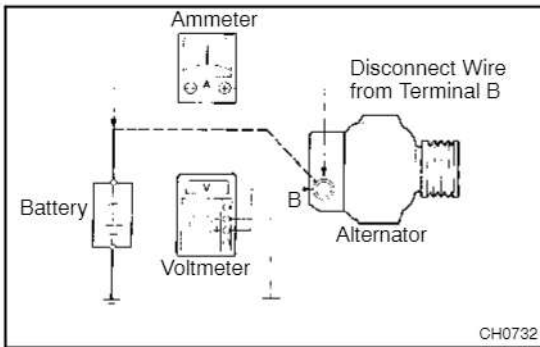 Ammeter
A
Disconnect Wire
from Terminal B
V
B
Battery
Alternator
Voltmeter
CH0732